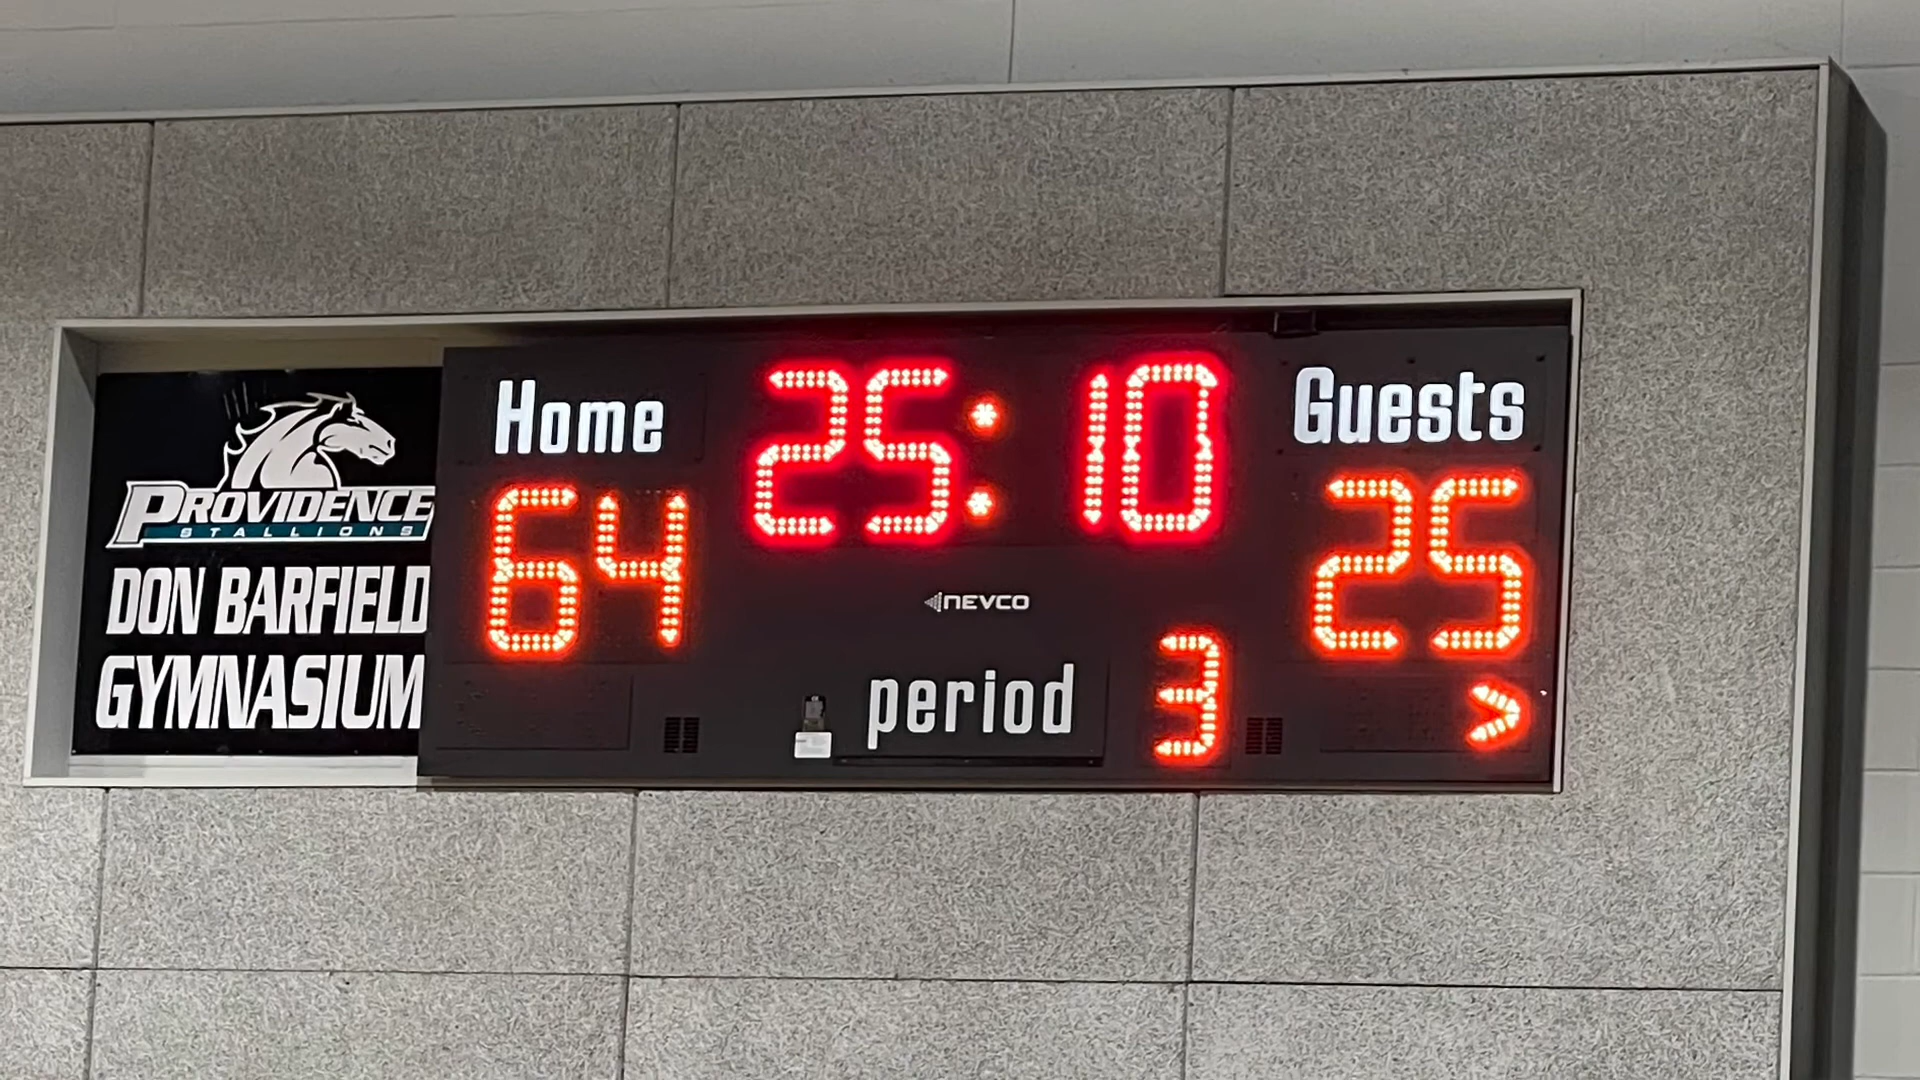 PROVIDENCE
STALLIONS
DON BARFIELD
GYMNASIUM
Home
25:10
Guests
64
25
NEVCO
period
3
>